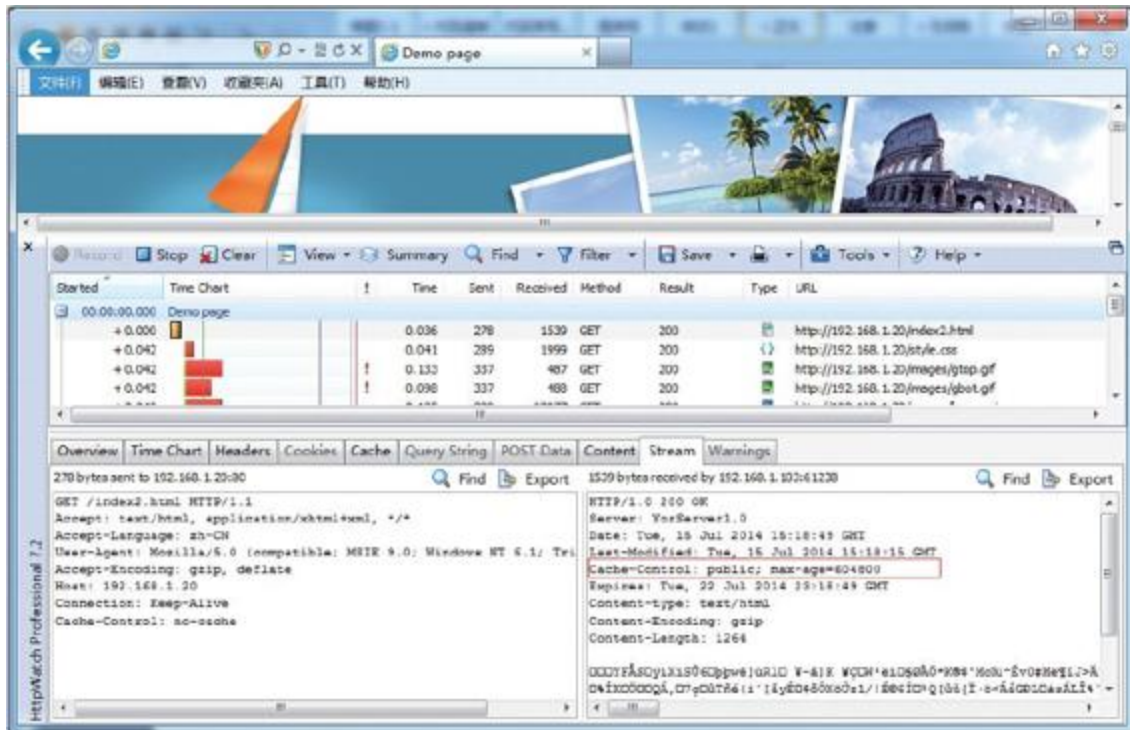 Demo page
文件(F) 编辑(E) 查看(V) 收藏夹(A) 工具(T) 帮助(H)
Record Stop Clear View Summary Find Filter Save Tools Help
Started Time Chart ! Time Sent Received Method Result Type URL
00:00:00.000 Demo page
+ 0.000 0.036 278 1539 GET 200 http://192.168.1.20/index2.html
+ 0.042 0.041 289 1999 GET 200 http://192.168.1.20/style.css
+ 0.042 ! 0.133 337 487 GET 200 http://192.168.1.20/images/gtop.gif
+ 0.042 ! 0.098 337 488 GET 200 http://192.168.1.20/images/gbot.gif
Overview Time Chart Headers Cookies Cache Query String POST Data Content Stream Warnings
278 bytes sent to 192.168.1.20:80 Find Export
GET /index2.html HTTP/1.1
Accept: text/html, application/xhtml+xml, */*
Accept-Language: zh-CN
User-Agent: Mozilla/5.0 (compatible; MSIE 9.0; Windows NT 6.1; Tri
Accept-Encoding: gzip, deflate
Host: 192.168.1.20
Connection: Keep-Alive
Cache-Control: no-cache
1539 bytes received by 192.168.1.103:61238 Find Export
HTTP/1.0 200 OK
Server: YosServer1.0
Date: Tue, 15 Jul 2014 15:18:49 GMT
Last-Modified: Tue, 15 Jul 2014 15:18:15 GMT
Cache-Control: public; max-age=604800
Expires: Tue, 22 Jul 2014 23:18:49 GMT
Content-type: text/html
Content-Encoding: gzip
Content-Length: 1264
HttpWatch Professional 7.2